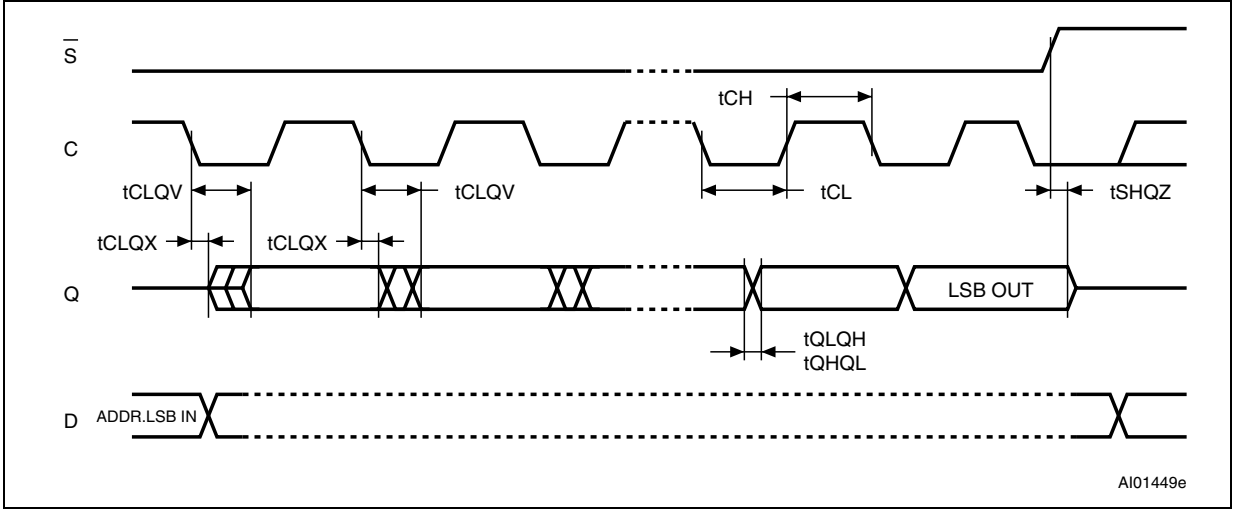 S
tCH
C
tCLQV
tCLQV
tCL
tSHQZ
tCLQX
tCLQX
Q
LSB OUT
tQLQH
tQHQL
D
ADDR.LSB IN
AI01449e